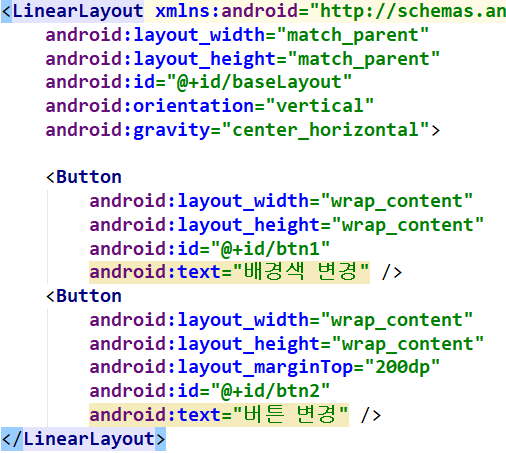 <LinearLayout xmlns:android="http://schemas.an
android:layout_width="match_parent"
android:layout_height="match_parent"
android:id="@+id/baseLayout"
android:orientation="vertical"
android:gravity="center_horizontal">
<Button
android:layout_width="wrap_content"
android:layout_height="wrap_content"
android:id="@+id/btn1"
android:text="배경색 변경" />
<Button
android:layout_width="wrap_content"
android:layout_height="wrap_content"
android:layout_marginTop="200dp"
android:id="@+id/btn2"
android:text="버튼 변경" />
</LinearLayout>